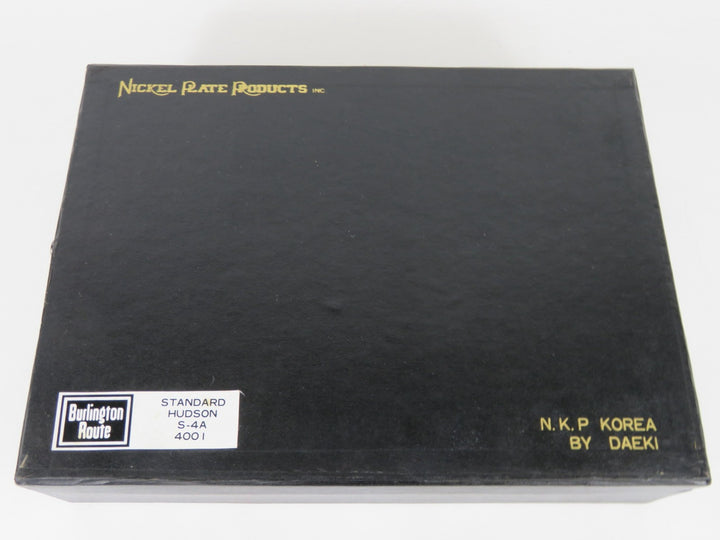 NICKEL PLATE PRODUCTS INC
Burlington
Route
STANDARD
HUDSON
S-4A
4001
N.K.P KOREA
BY DAEKI